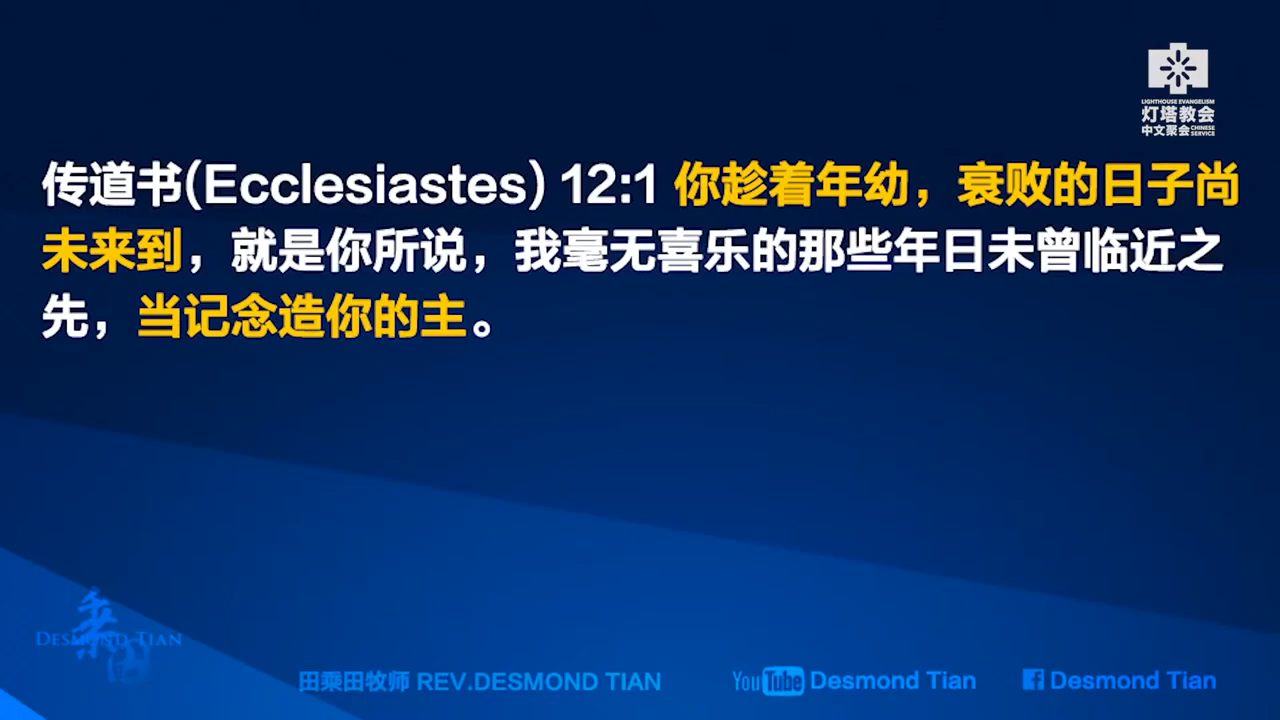 LIGHTHOUSE EVANGELISM
灯塔教会
中文聚会 CHINESE SERVICE
传道书(Ecclesiastes) 12:1 你趁着年幼，衰败的日子尚
未来到，就是你所说，我毫无喜乐的那些年日未曾临近之
先，当记念造你的主。
乘田
DESMOND TIAN
田乘田牧师 REV.DESMOND TIAN
YouTube Desmond Tian
Desmond Tian